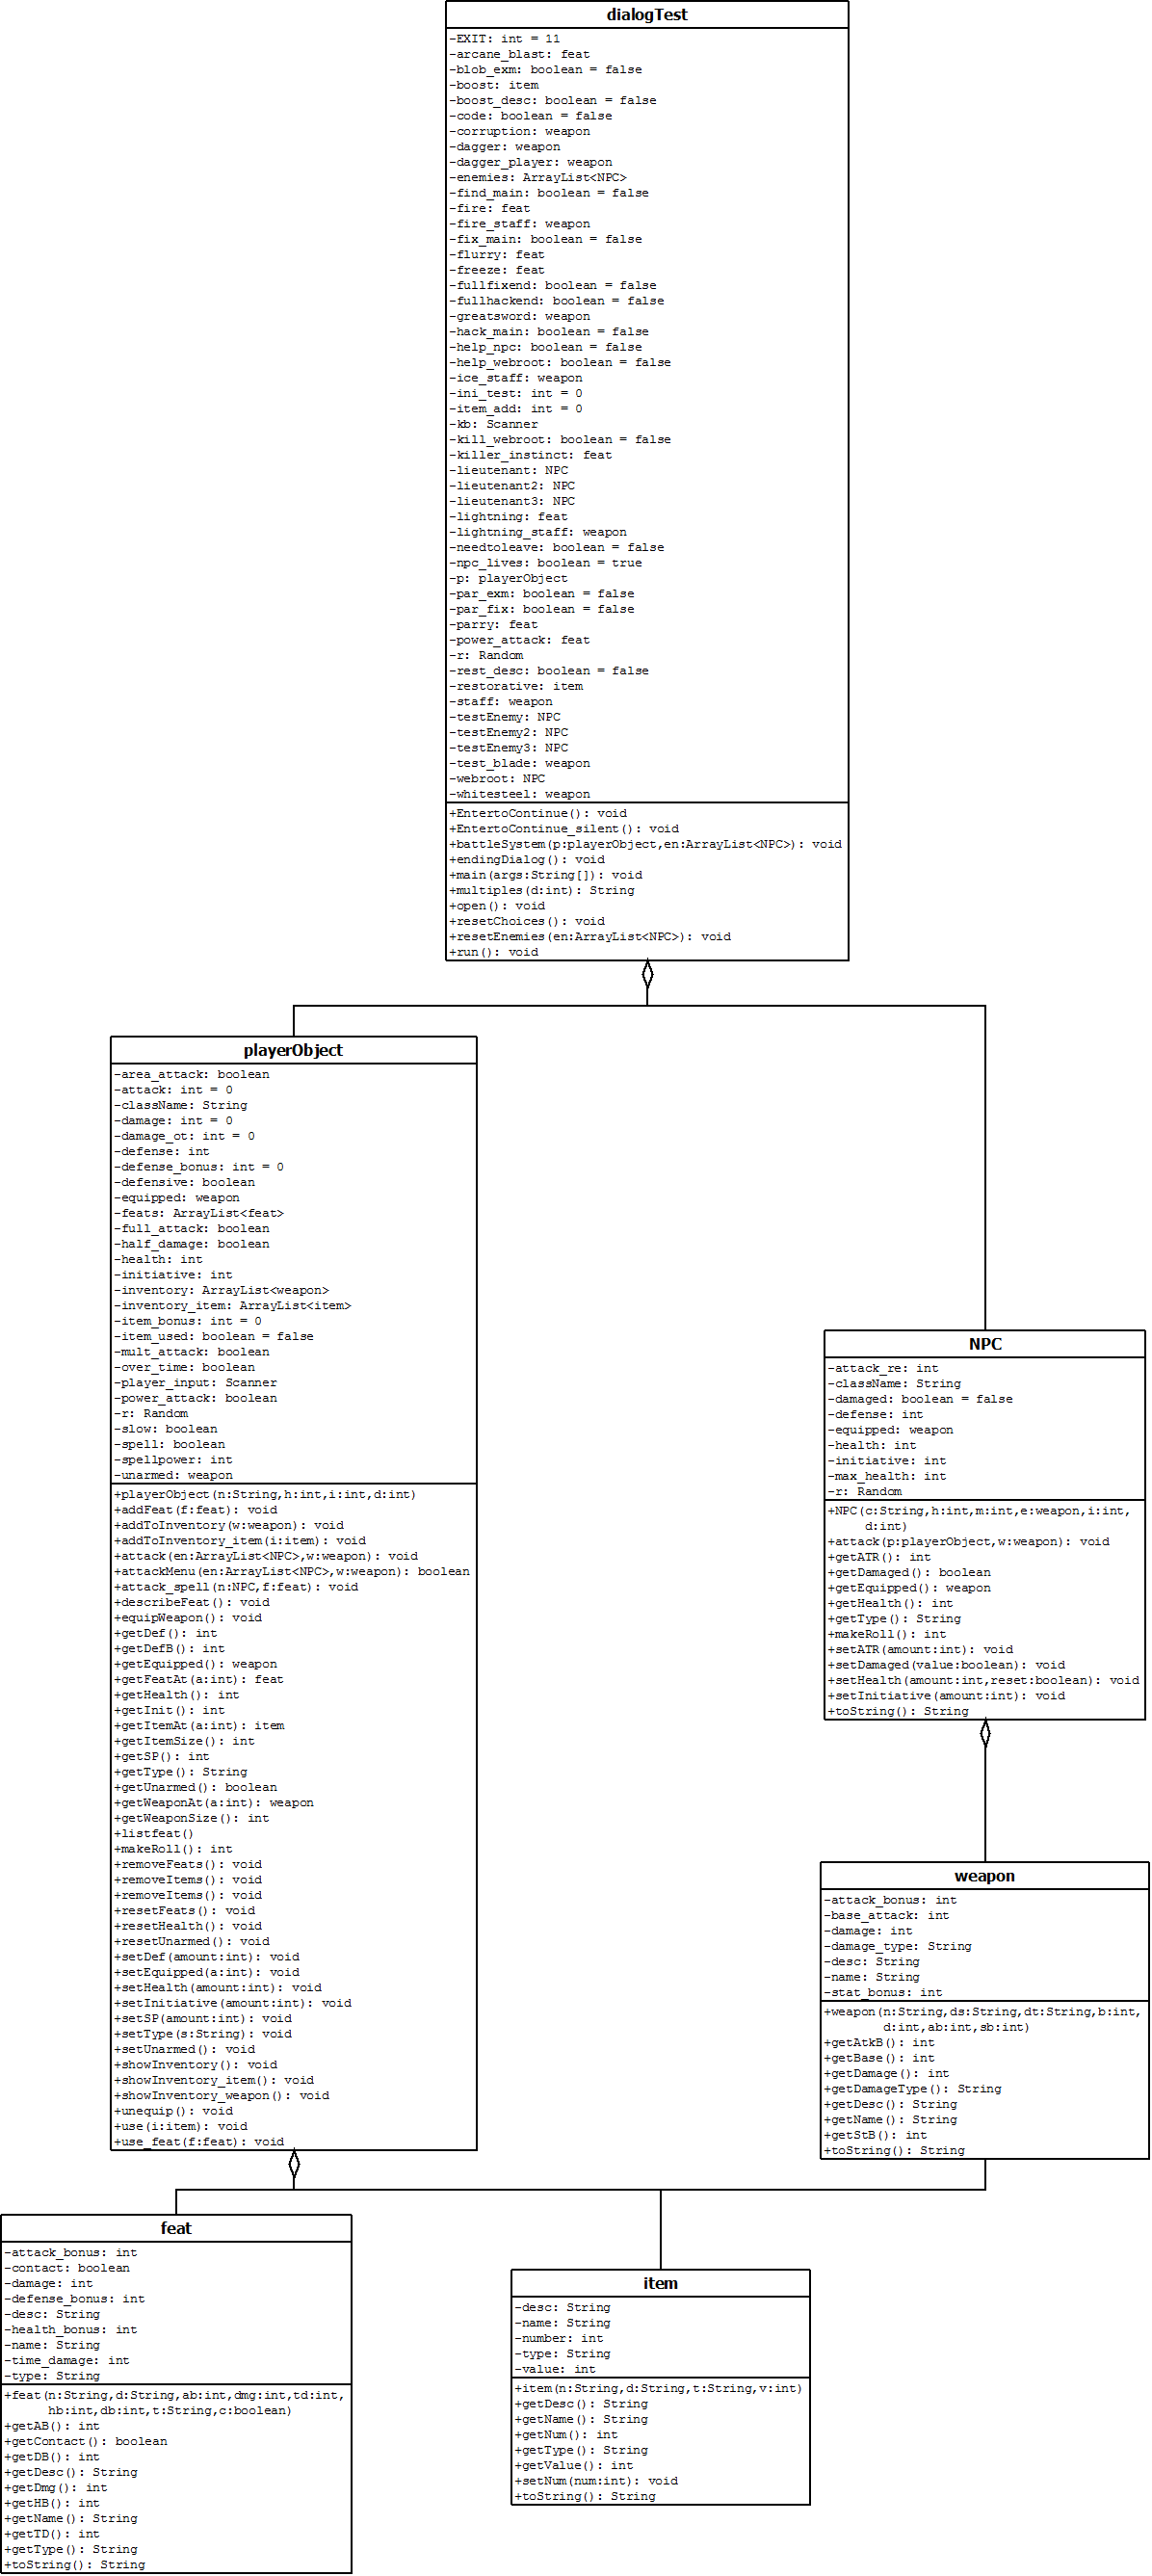 dialogTest
-EXIT: int = 11
-arcane_blast: feat
-blob_exm: boolean = false
-boost: item
-boost_desc: boolean = false
-code: boolean = false
-corruption: weapon
-dagger: weapon
-dagger_player: weapon
-enemies: ArrayList<NPC>
-find_main: boolean = false
-fire: feat
-fire_staff: weapon
-fix_main: boolean = false
-flurry: feat
-freeze: feat
-fullfixend: boolean = false
-fullhackend: boolean = false
-greatsword: weapon
-hack_main: boolean = false
-help_npc: boolean = false
-help_webroot: boolean = false
-ice_staff: weapon
-ini_test: int = 0
-item_add: int = 0
-kb: Scanner
-kill_webroot: boolean = false
-killer_instinct: feat
-lieutenant: NPC
-lieutenant2: NPC
-lieutenant3: NPC
-lightning: feat
-lightning_staff: weapon
-needtoleave: boolean = false
-npc_lives: boolean = true
-p: playerObject
-par_exm: boolean = false
-par_fix: boolean = false
-parry: feat
-power_attack: feat
-r: Random
-rest_desc: boolean = false
-restorative: item
-staff: weapon
-testEnemy: NPC
-testEnemy2: NPC
-testEnemy3: NPC
-test_blade: weapon
-webroot: NPC
-whitesteel: weapon
+EntertoContinue(): void
+EntertoContinue_silent(): void
+battleSystem(p:playerObject,en:ArrayList<NPC>): void
+endingDialog(): void
+main(args:String[]): void
+multiples(d:int): String
+open(): void
+resetChoices(): void
+resetEnemies(en:ArrayList<NPC>): void
+run(): void
playerObject
-area_attack: boolean
-attack: int = 0
-className: String
-damage: int = 0
-damage_ot: int = 0
-defense: int
-defense_bonus: int = 0
-defensive: boolean
-equipped: weapon
-feats: ArrayList<feat>
-full_attack: boolean
-half_damage: boolean
-health: int
-initiative: int
-inventory: ArrayList<weapon>
-inventory_item: ArrayList<item>
-item_bonus: int = 0
-item_used: boolean = false
-mult_attack: boolean
-over_time: boolean
-player_input: Scanner
-power_attack: boolean
-r: Random
-slow: boolean
-spell: boolean
-spellpower: int
-unarmed: weapon
+playerObject(n:String,h:int,i:int,d:int)
+addFeat(f:feat): void
+addToInventory(w:weapon): void
+addToInventory_item(i:item): void
+attack(en:ArrayList<NPC>,w:weapon): void
+attackMenu(en:ArrayList<NPC>,w:weapon): boolean
+attack_spell(n:NPC,f:feat): void
+describeFeat(): void
+equipWeapon(): void
+getDef(): int
+getDefB(): int
+getEquipped(): weapon
+getFeatAt(a:int): feat
+getHealth(): int
+getInit(): int
+getItemAt(a:int): item
+getItemSize(): int
+getSP(): int
+getType(): String
+getUnarmed(): boolean
+getWeaponAt(a:int): weapon
+getWeaponSize(): int
+listfeat()
+makeRoll(): int
+removeFeats(): void
+removeItems(): void
+removeItems(): void
+resetFeats(): void
+resetHealth(): void
+resetUnarmed(): void
+setDef(amount:int): void
+setEquipped(a:int): void
+setHealth(amount:int): void
+setInitiative(amount:int): void
+setSP(amount:int): void
+setType(s:String): void
+setUnarmed(): void
+showInventory(): void
+showInventory_item(): void
+showInventory_weapon(): void
+unequip(): void
+use(i:item): void
+use_feat(f:feat): void
NPC
-attack_re: int
-className: String
-damaged: boolean = false
-defense: int
-equipped: weapon
-health: int
-initiative: int
-max_health: int
-r: Random
+NPC(c:String,h:int,m:int,e:weapon,i:int,
d:int)
+attack(p:playerObject,w:weapon): void
+getATR(): int
+getDamaged(): boolean
+getEquipped(): weapon
+getHealth(): int
+getType(): String
+makeRoll(): int
+setATR(amount:int): void
+setDamaged(value:boolean): void
+setHealth(amount:int,reset:boolean): void
+setInitiative(amount:int): void
+toString(): String
weapon
-attack_bonus: int
-base_attack: int
-damage: int
-damage_type: String
-desc: String
-name: String
-stat_bonus: int
+weapon(n:String,ds:String,dt:String,b:int,
d:int,ab:int,sb:int)
+getAtkB(): int
+getBase(): int
+getDamage(): int
+getDamageType(): String
+getDesc(): String
+getName(): String
+getStB(): int
+toString(): String
feat
-attack_bonus: int
-contact: boolean
-damage: int
-defense_bonus: int
-desc: String
-health_bonus: int
-name: String
-time_damage: int
-type: String
+feat(n:String,d:String,ab:int,dmg:int,td:int,
hb:int,db:int,t:String,c:boolean)
+getAB(): int
+getContact(): boolean
+getDB(): int
+getDesc(): String
+getDmg(): int
+getHB(): int
+getName(): String
+getTD(): int
+getType(): String
+toString(): String
item
-desc: String
-name: String
-number: int
-type: String
-value: int
+item(n:String,d:String,t:String,v:int)
+getDesc(): String
+getName(): String
+getNum(): int
+getType(): String
+getValue(): int
+setNum(num:int): void
+toString(): String